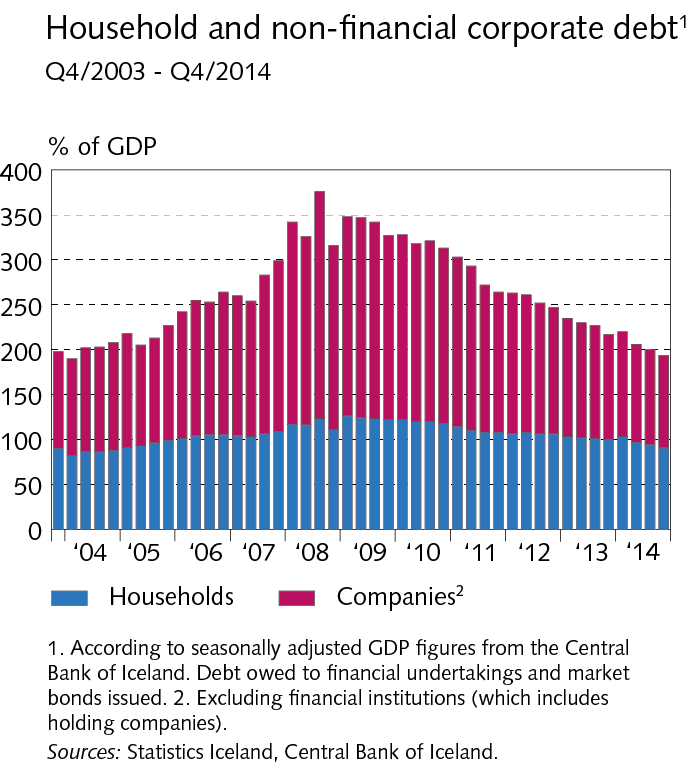 Household and non-financial corporate debt¹
Q4/2003 - Q4/2014
% of GDP
400
350
300
250
200
150
100
50
0
‘04 ‘05 ‘06 ‘07 ‘08 ‘09 ‘10 ‘11 ‘12 ‘13 ‘14
Households Companies²
1. According to seasonally adjusted GDP figures from the Central
Bank of Iceland. Debt owed to financial undertakings and market
bonds issued. 2. Excluding financial institutions (which includes
holding companies).
Sources: Statistics Iceland, Central Bank of Iceland.